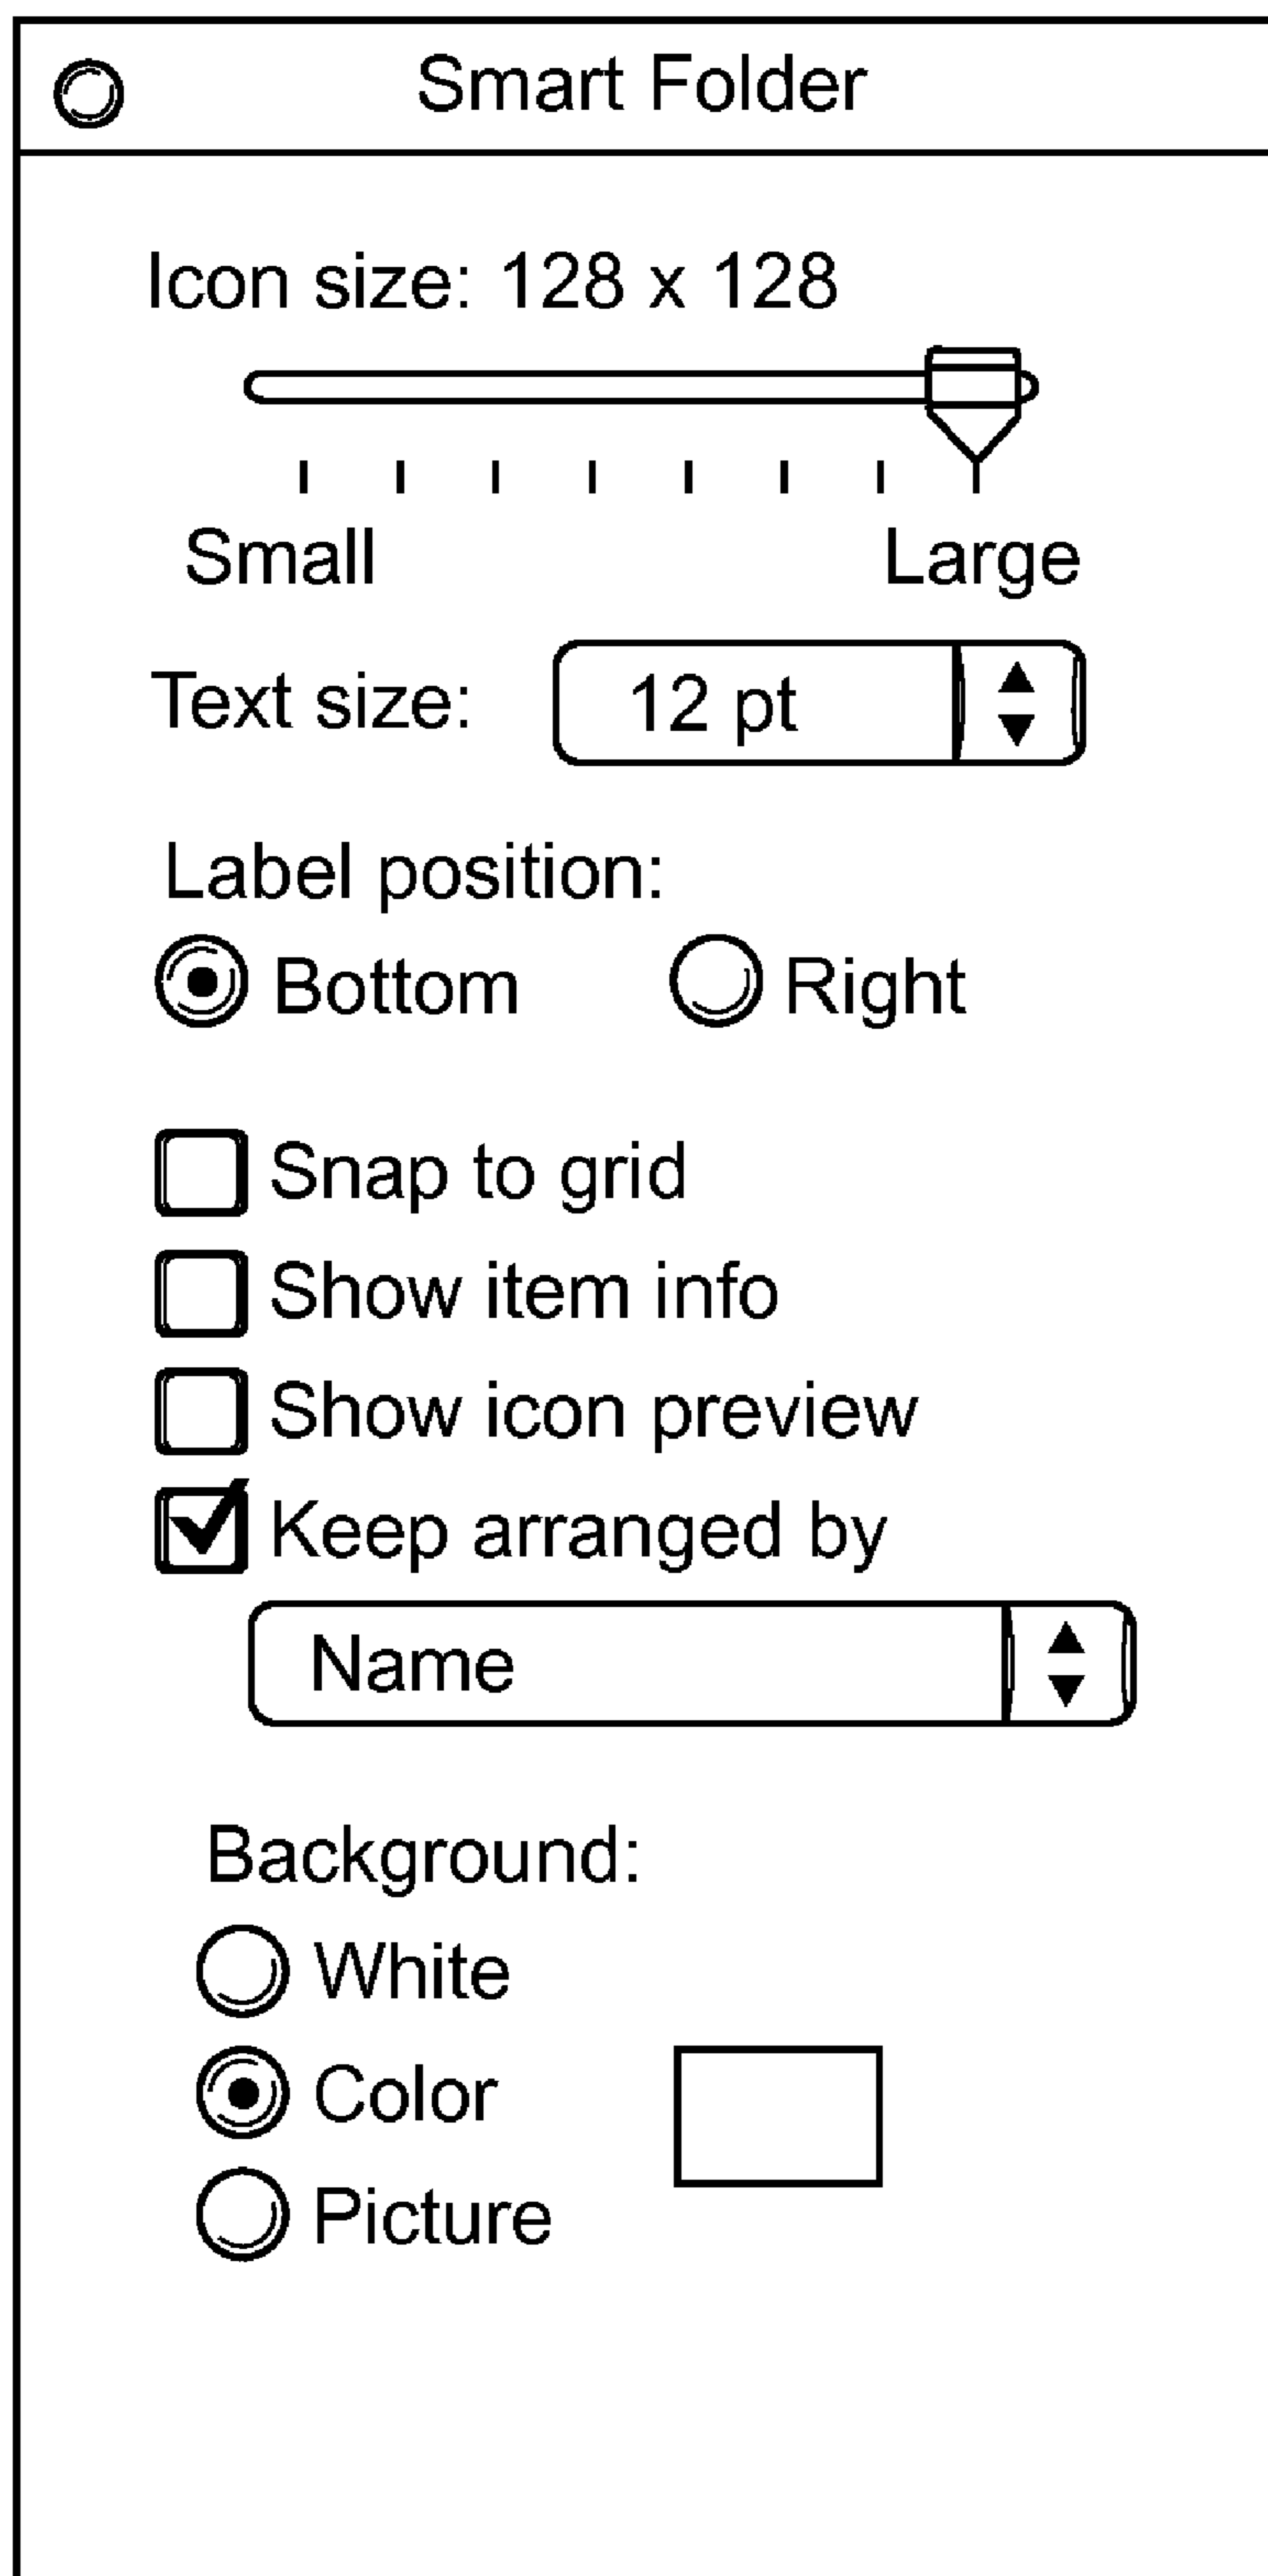 Smart Folder
Icon size: 128 x 128
Small Large
Text size: 12 pt
Label position:
Bottom Right
Snap to grid
Show item info
Show icon preview
Keep arranged by
Name
Background:
White
Color
Picture